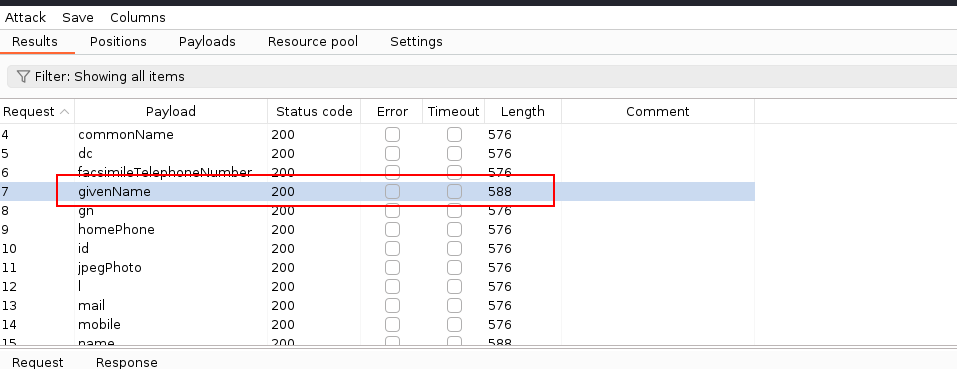 Attack Save Columns
Results Positions Payloads Resource pool Settings
Filter: Showing all items
Request Payload Status code Error Timeout Length Comment
4 commonName 200 576
5 dc 200 576
6 facsimileTelephoneNumber 200 576
7 givenName 200 588
8 gn 200 576
9 homePhone 200 576
10 id 200 576
11 jpegPhoto 200 576
12 l 200 576
13 mail 200 576
14 mobile 200 576
15 name 200 588
Request Response